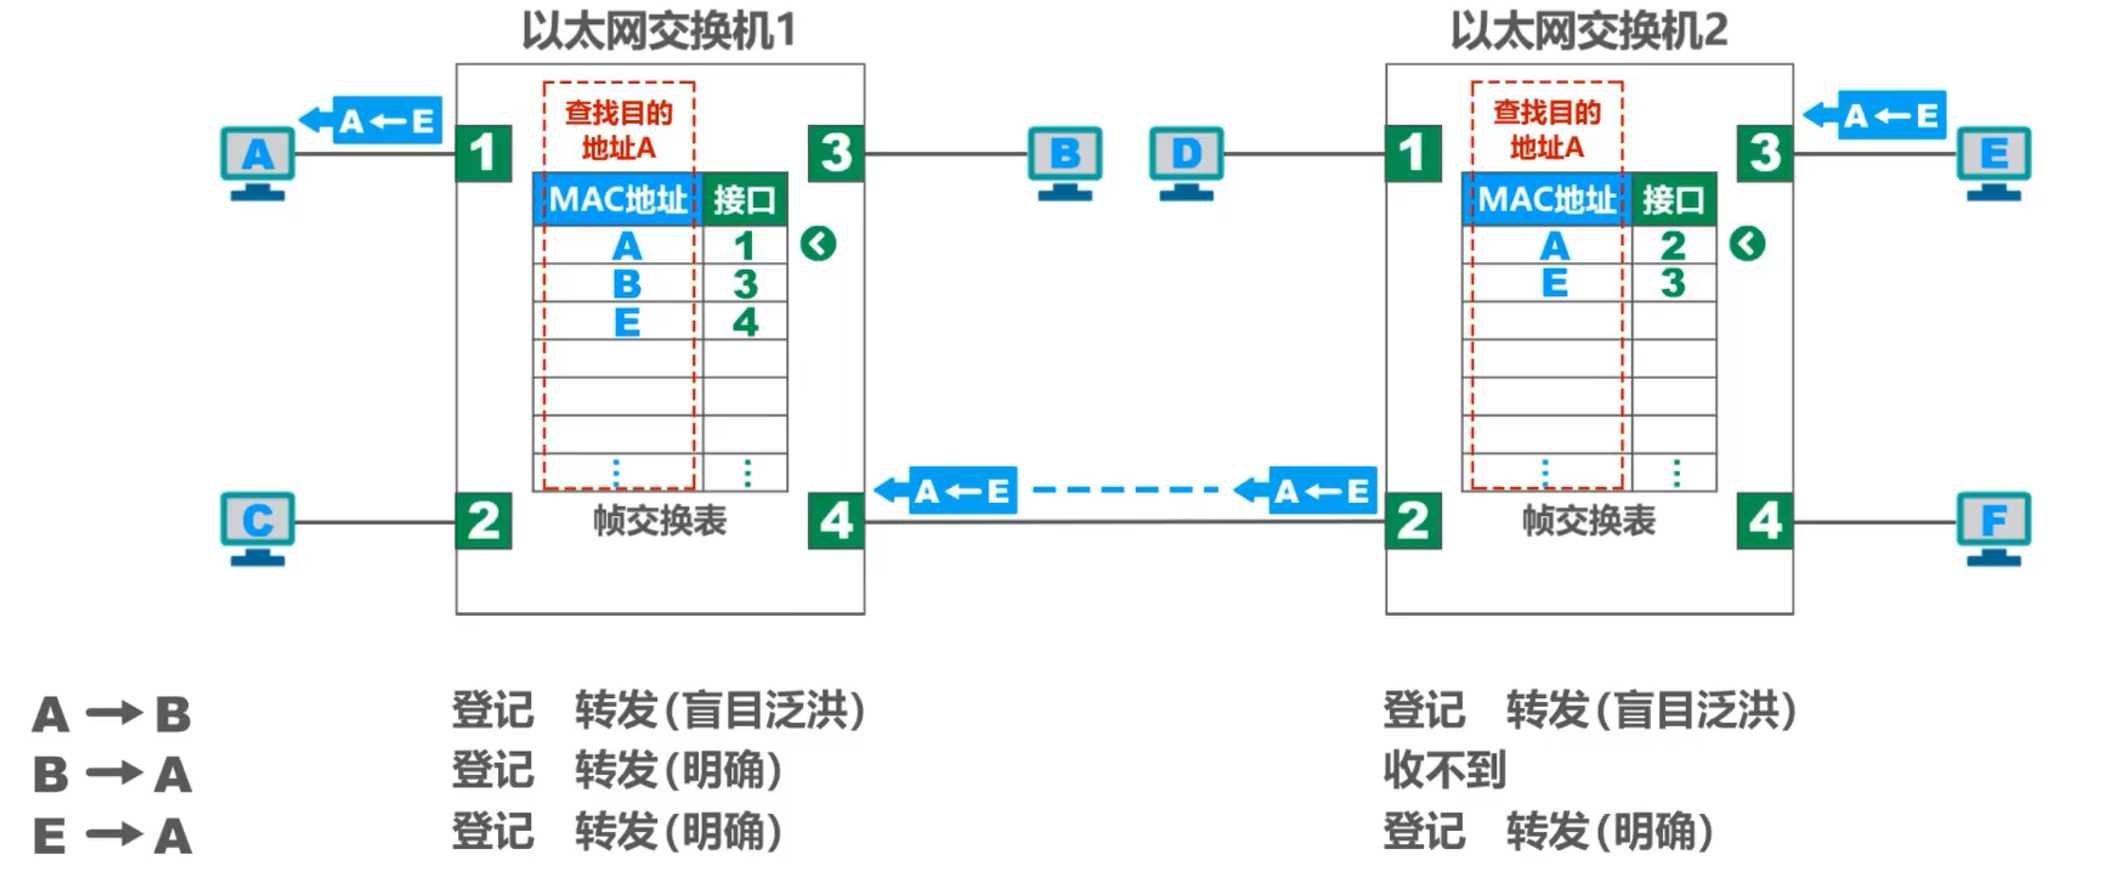 以太网交换机1
以太网交换机2
A←E
A←E
查找目的
地址A
查找目的
地址A
A
1
3
B
D
1
3
E
MAC地址 接口
A 1
B 3
E 4
⋮ ⋮
帧交换表
MAC地址 接口
A 2
E 3
⋮ ⋮
帧交换表
A←E
A←E
C
2
4
2
4
F
A→B 登记 转发(盲目泛洪) 登记 转发(盲目泛洪)
B→A 登记 转发(明确) 收不到
E→A 登记 转发(明确) 登记 转发(明确)